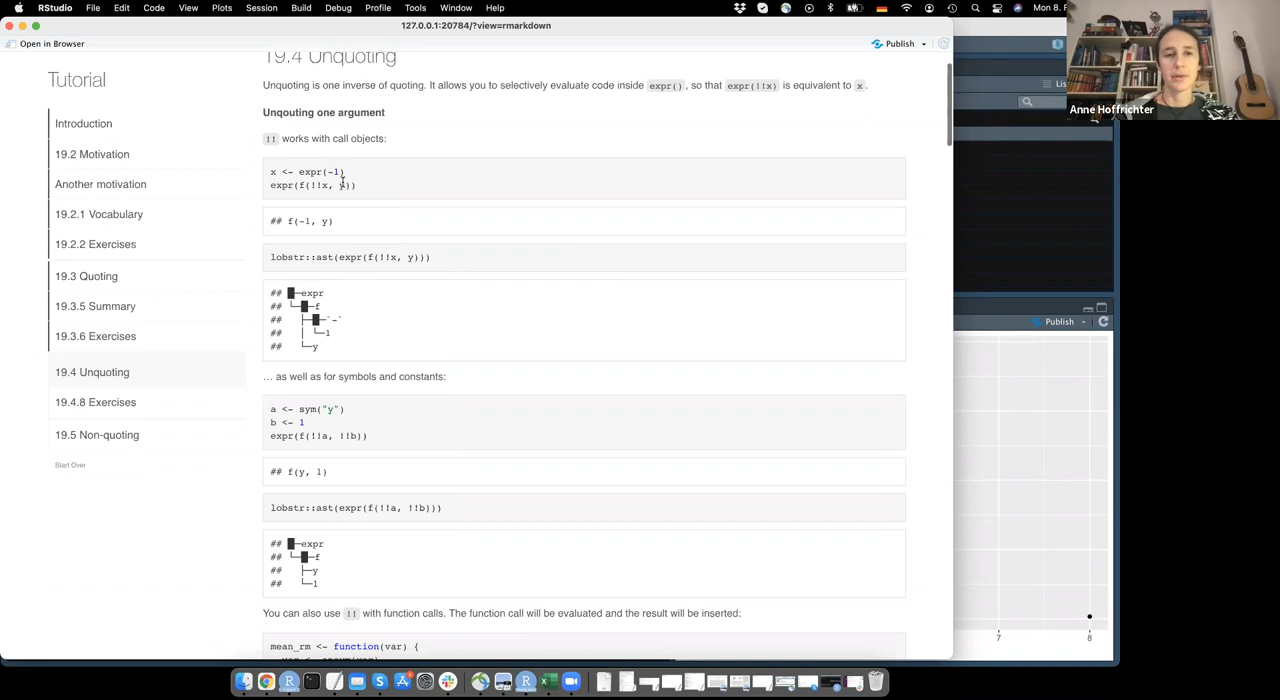 RStudio File Edit Code View Plots Session Build Debug Profile Tools Window Help
Mon 8.
127.0.0.1:20784/?view=rmarkdown
Open in Browser
Publish
Anne Hoffrichter
Tutorial
Introduction
19.2 Motivation
Another motivation
19.2.1 Vocabulary
19.2.2 Exercises
19.3 Quoting
19.3.5 Summary
19.3.6 Exercises
19.4 Unquoting
19.4.8 Exercises
19.5 Non-quoting
Start Over
19.4 Unquoting
Unquoting is one inverse of quoting. It allows you to selectively evaluate code inside expr(), so that expr(!!x) is equivalent to x.
Unqouting one argument
!! works with call objects:
x <- expr(-1)
expr(f(!!x, y))
## f(-1, y)
lobstr::ast(expr(f(!!x, y)))
## █─expr
## └─█─f
##   ├─█─`-`
##   │ └─1
##   └─y
... as well as for symbols and constants:
a <- sym("y")
b <- 1
expr(f(!!a, !!b))
## f(y, 1)
lobstr::ast(expr(f(!!a, !!b)))
## █─expr
## └─█─f
##   ├─y
##   └─1
You can also use !! with function calls. The function call will be evaluated and the result will be inserted:
mean_rm <- function(var) {
Lis
Publish
7 8